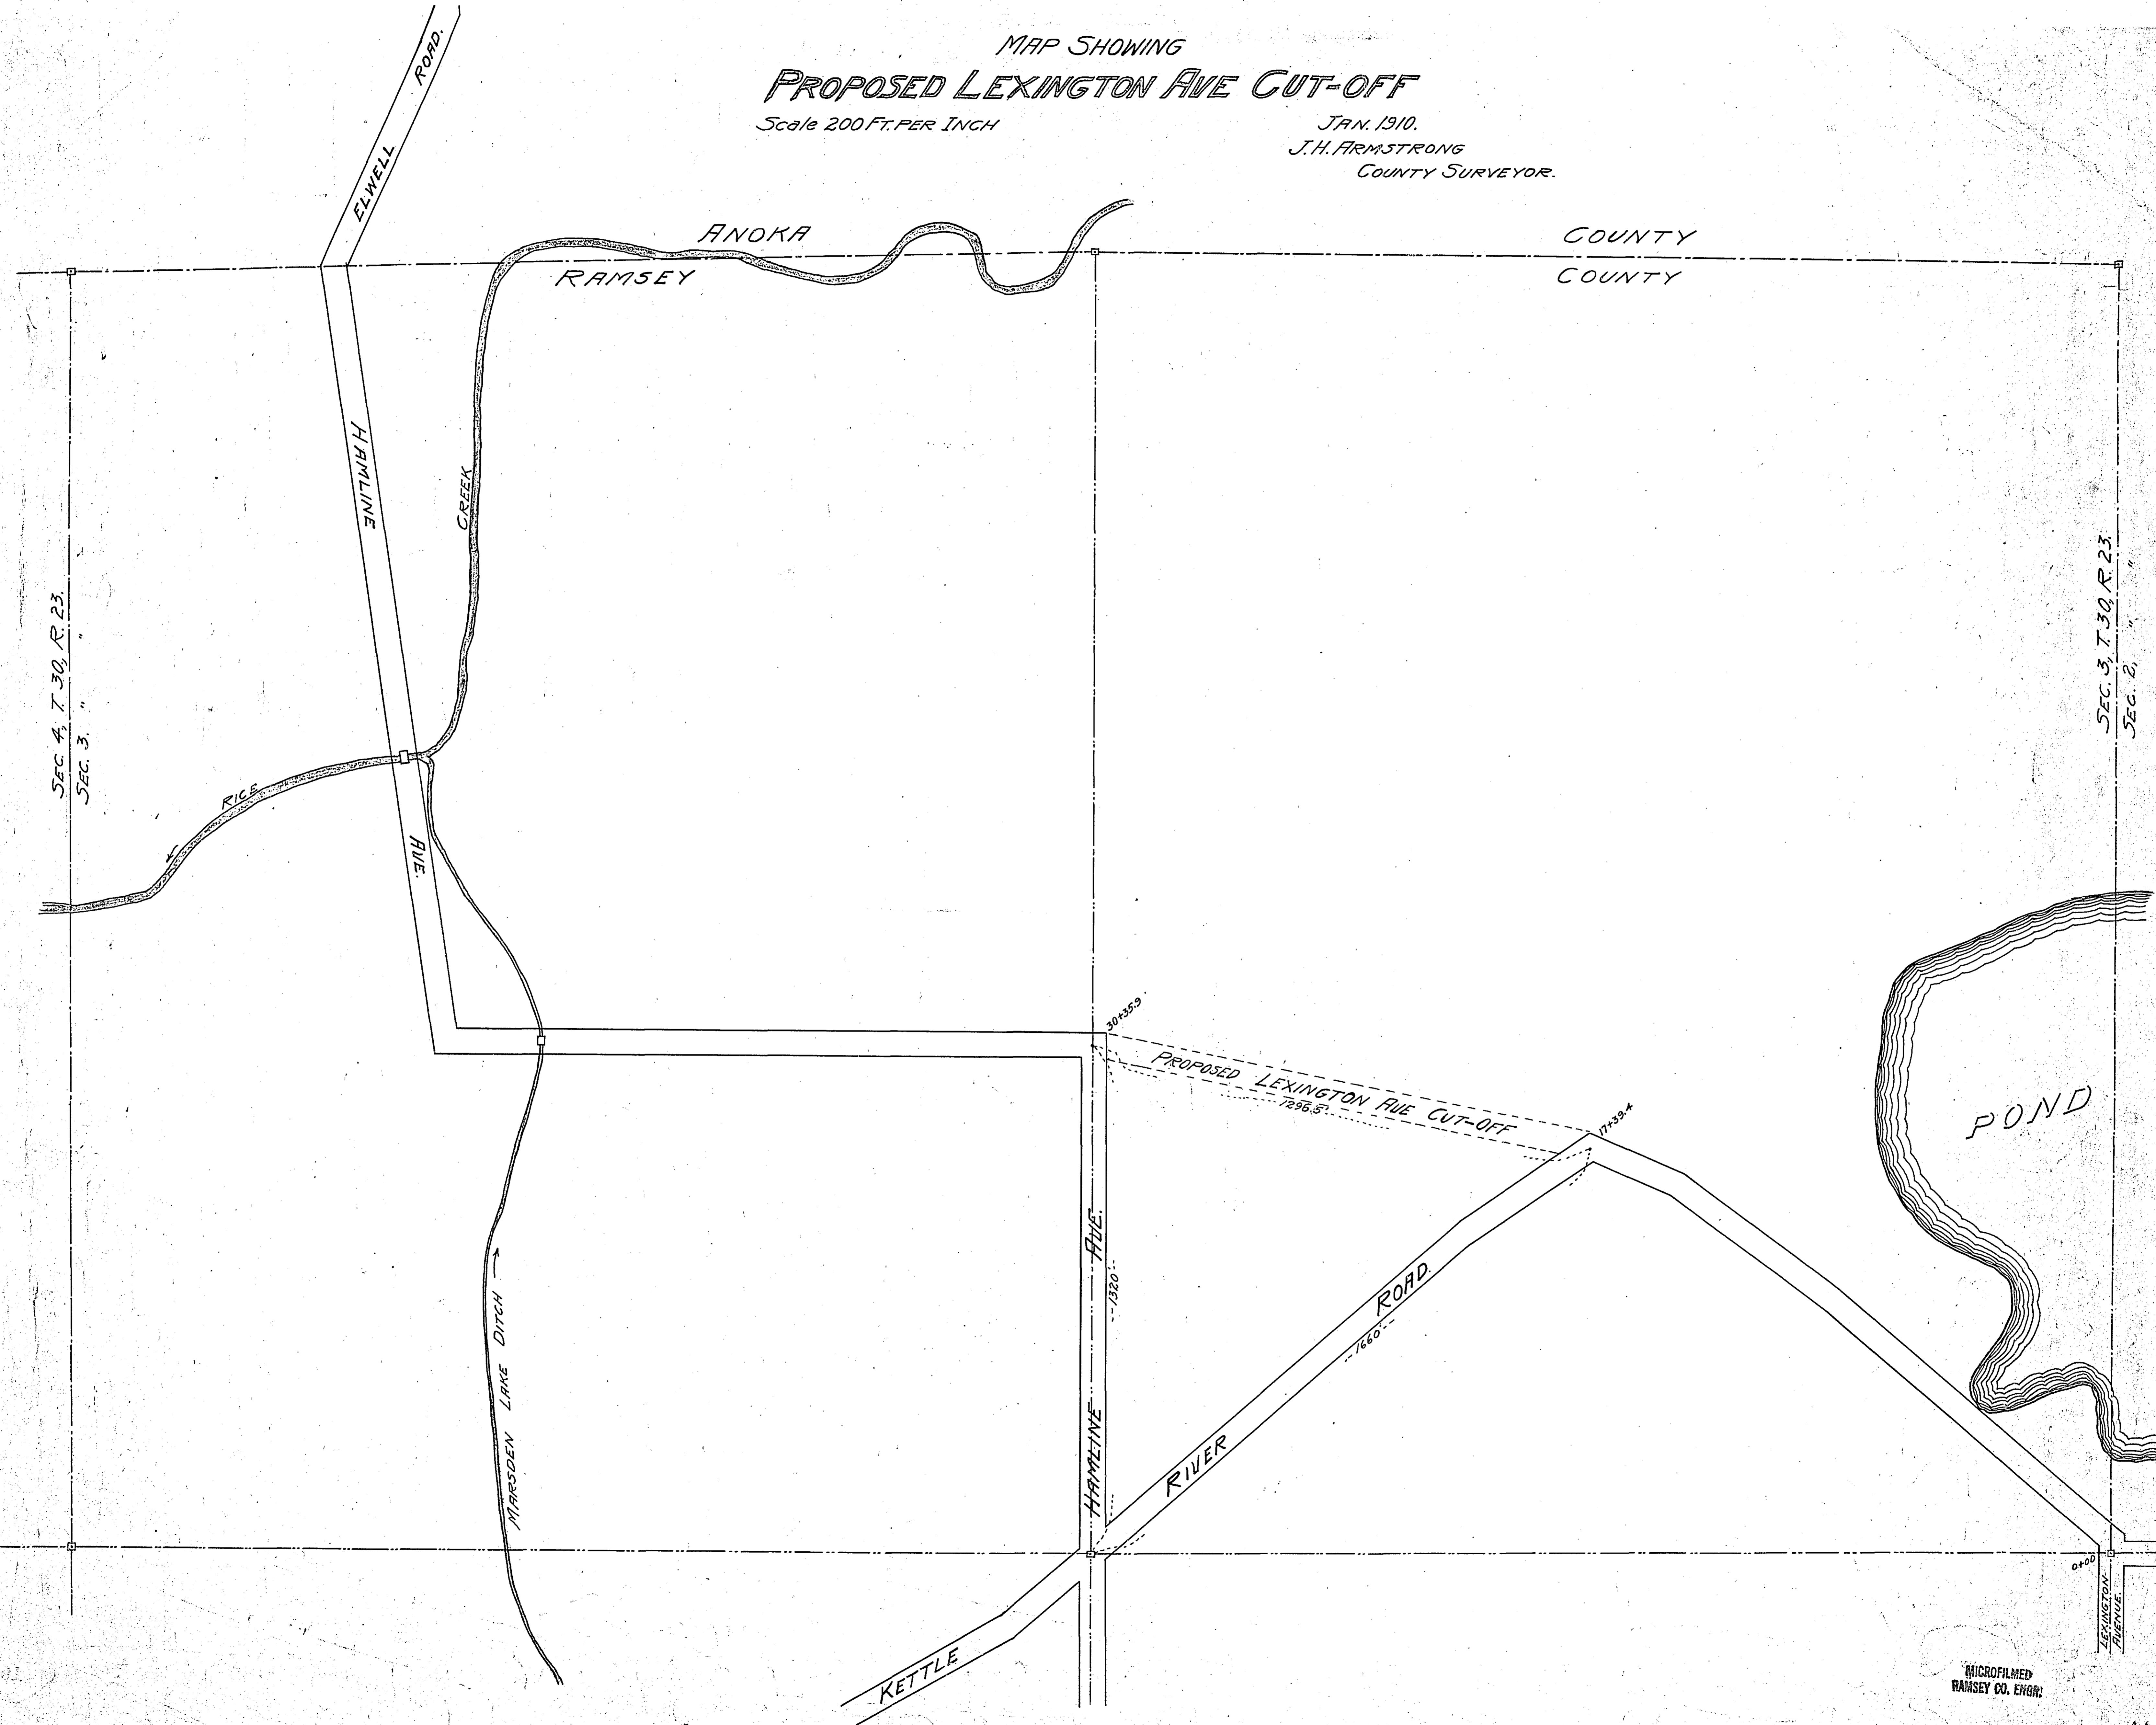 MAP SHOWING
PROPOSED LEXINGTON AVE CUT-OFF
Scale 200 FT. PER INCH
JAN. 1910.
J.H. ARMSTRONG
COUNTY SURVEYOR.
ELWELL ROAD.
ANOKA COUNTY
RAMSEY COUNTY
HAMLINE AVE.
CREEK
RICE
SEC. 4, T. 30, R. 23.
SEC. 3. " "
SEC. 3, T. 30, R. 23.
SEC. 2, " "
30+35.9
PROPOSED LEXINGTON AVE CUT-OFF
1296.5'
17+39.4
POND
HAMLINE AVE.
--1320'--
RIVER ROAD.
--1660'--
MARSDEN LAKE DITCH
KETTLE
0+00
LEXINGTON
AVENUE.
MICROFILMED
RAMSEY CO. ENGR.